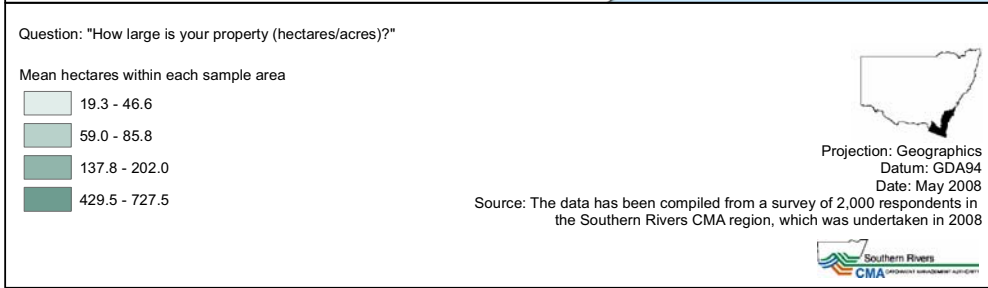 Question: "How large is your property (hectares/acres)?"
Mean hectares within each sample area
19.3 - 46.6
59.0 - 85.8
137.8 - 202.0
429.5 - 727.5
Projection: Geographics
Datum: GDA94
Date: May 2008
Source: The data has been compiled from a survey of 2,000 respondents in
the Southern Rivers CMA region, which was undertaken in 2008
Southern Rivers
CMA CATCHMENT MANAGEMENT AUTHORITY